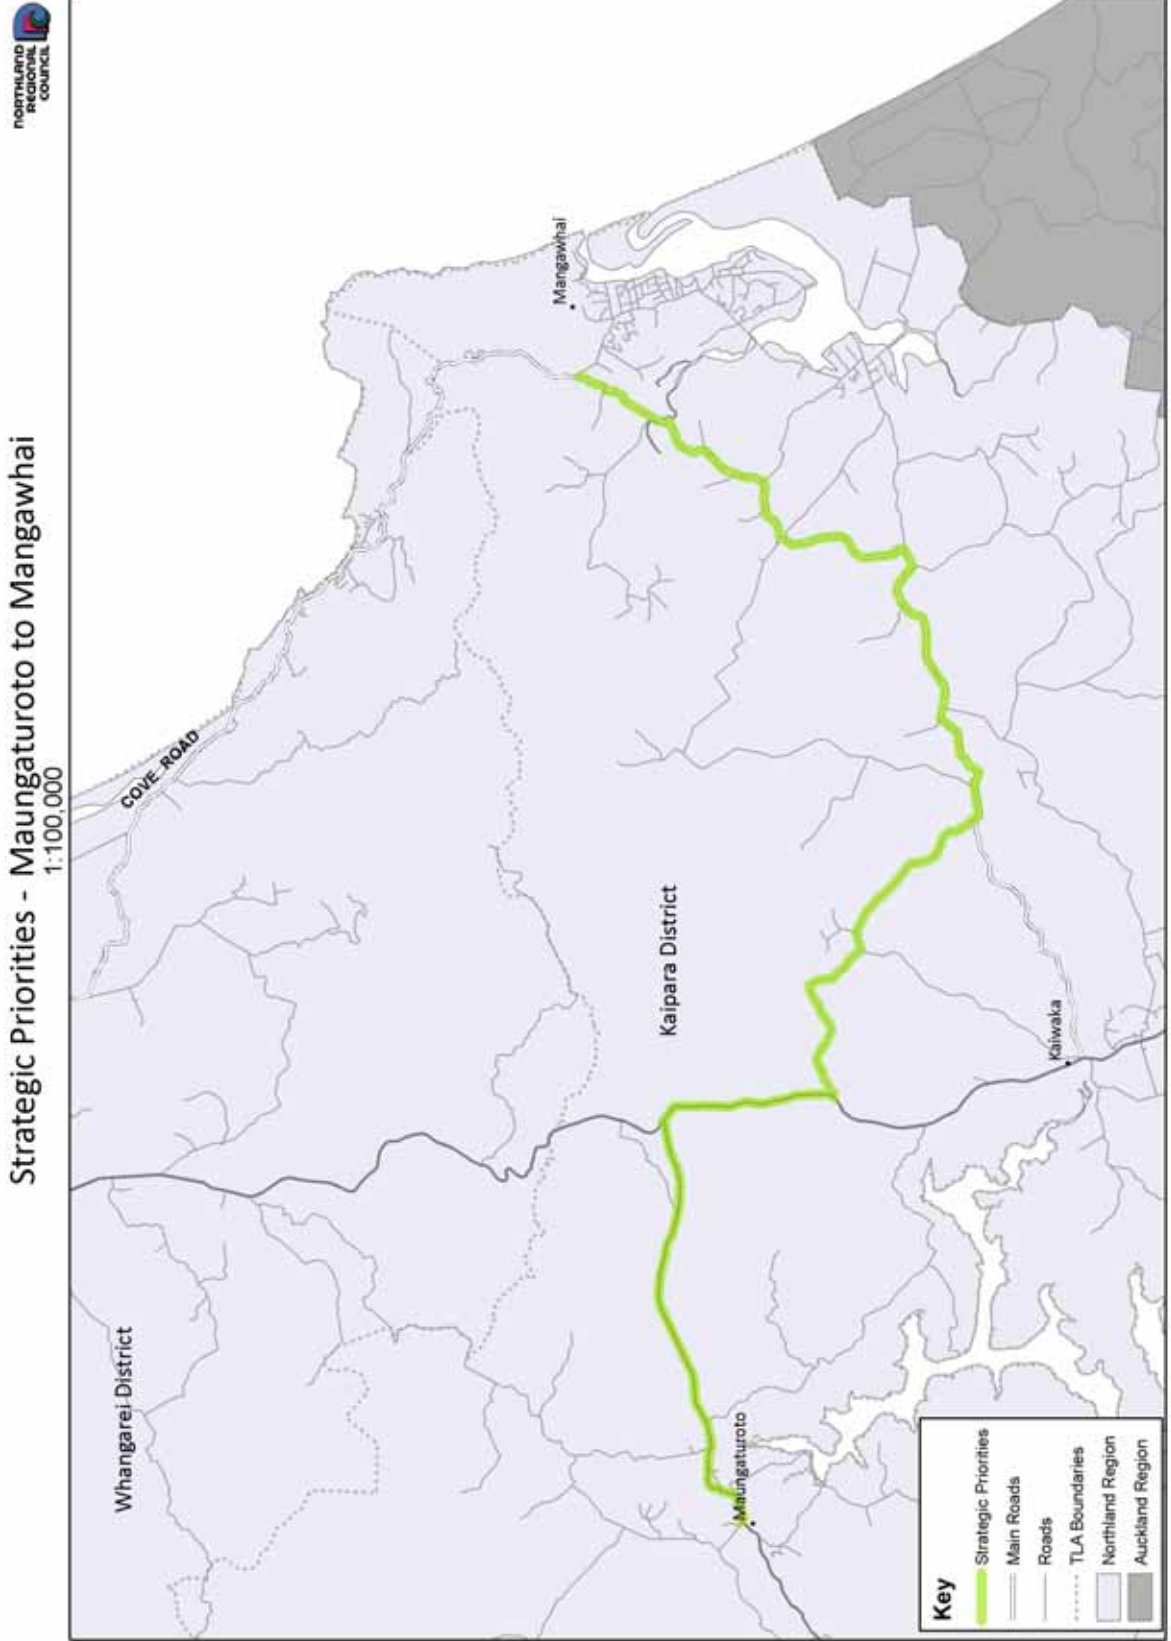 Strategic Priorities - Maungaturoto to Mangawhai
1:100,000
NORTHLAND
REGIONAL
COUNCIL
COVE ROAD
Mangawhai
Whangarei District
Kaipara District
Maungaturoto
Kaiwaka
Key
Strategic Priorities
Main Roads
Roads
TLA Boundaries
Northland Region
Auckland Region